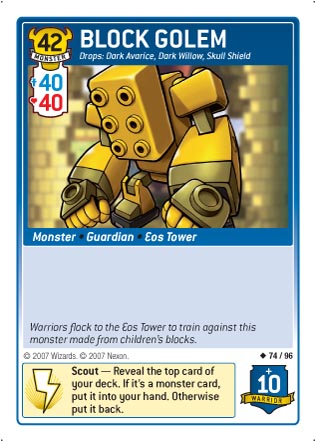 42
MONSTER
BLOCK GOLEM
Drops: Dark Avarice, Dark Willow, Skull Shield
+40
♥40
Monster • Guardian • Eos Tower
Warriors flock to the Eos Tower to train against this
monster made from children's blocks.
© 2007 Wizards. © 2007 Nexon.
◆ 74 / 96
Scout — Reveal the top card of
your deck. If it's a monster card,
put it into your hand. Otherwise
put it back.
+
10
WARRIOR